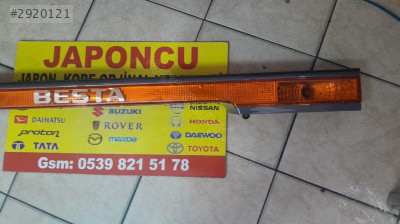 #2920121
JAPONCU
BESTA
DAIHATSU
SUZUKI
NISSAN
proton
ROVER
mazda
HONDA
DAEWOO
TATA
TOYOTA
Gsm: 0539 821 51 78